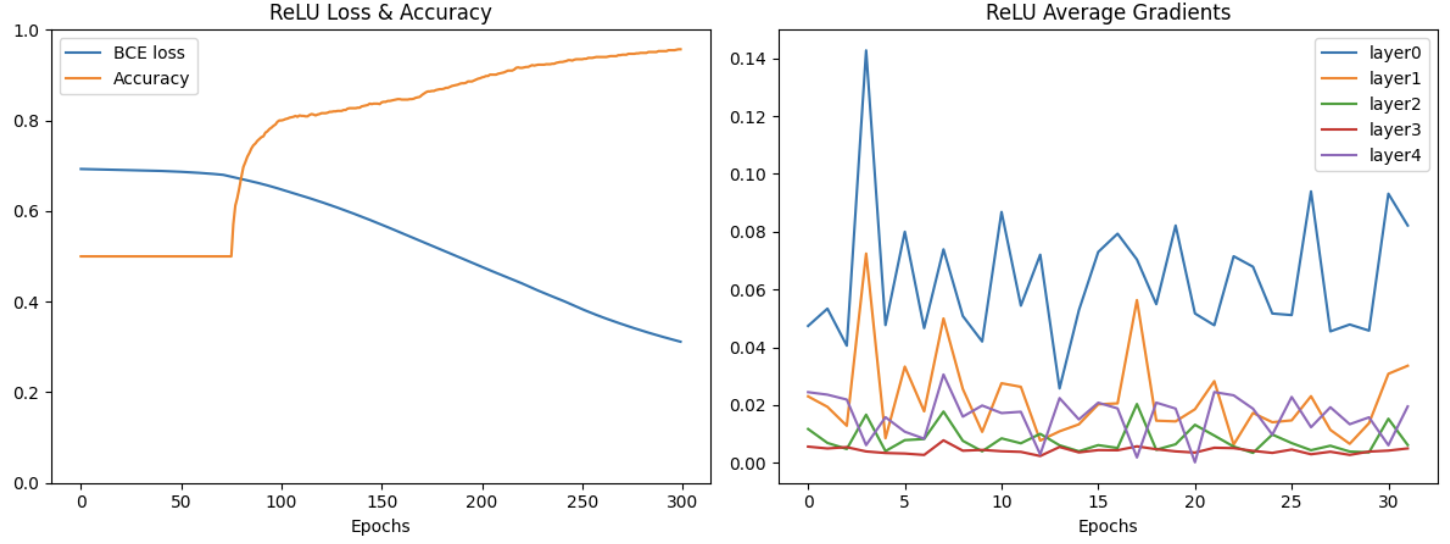 ReLU Loss & Accuracy
1.0
0.8
0.6
0.4
0.2
0.0
BCE loss
Accuracy
0 50 100 150 200 250 300
Epochs
ReLU Average Gradients
0.14
0.12
0.10
0.08
0.06
0.04
0.02
0.00
layer0
layer1
layer2
layer3
layer4
0 5 10 15 20 25 30
Epochs